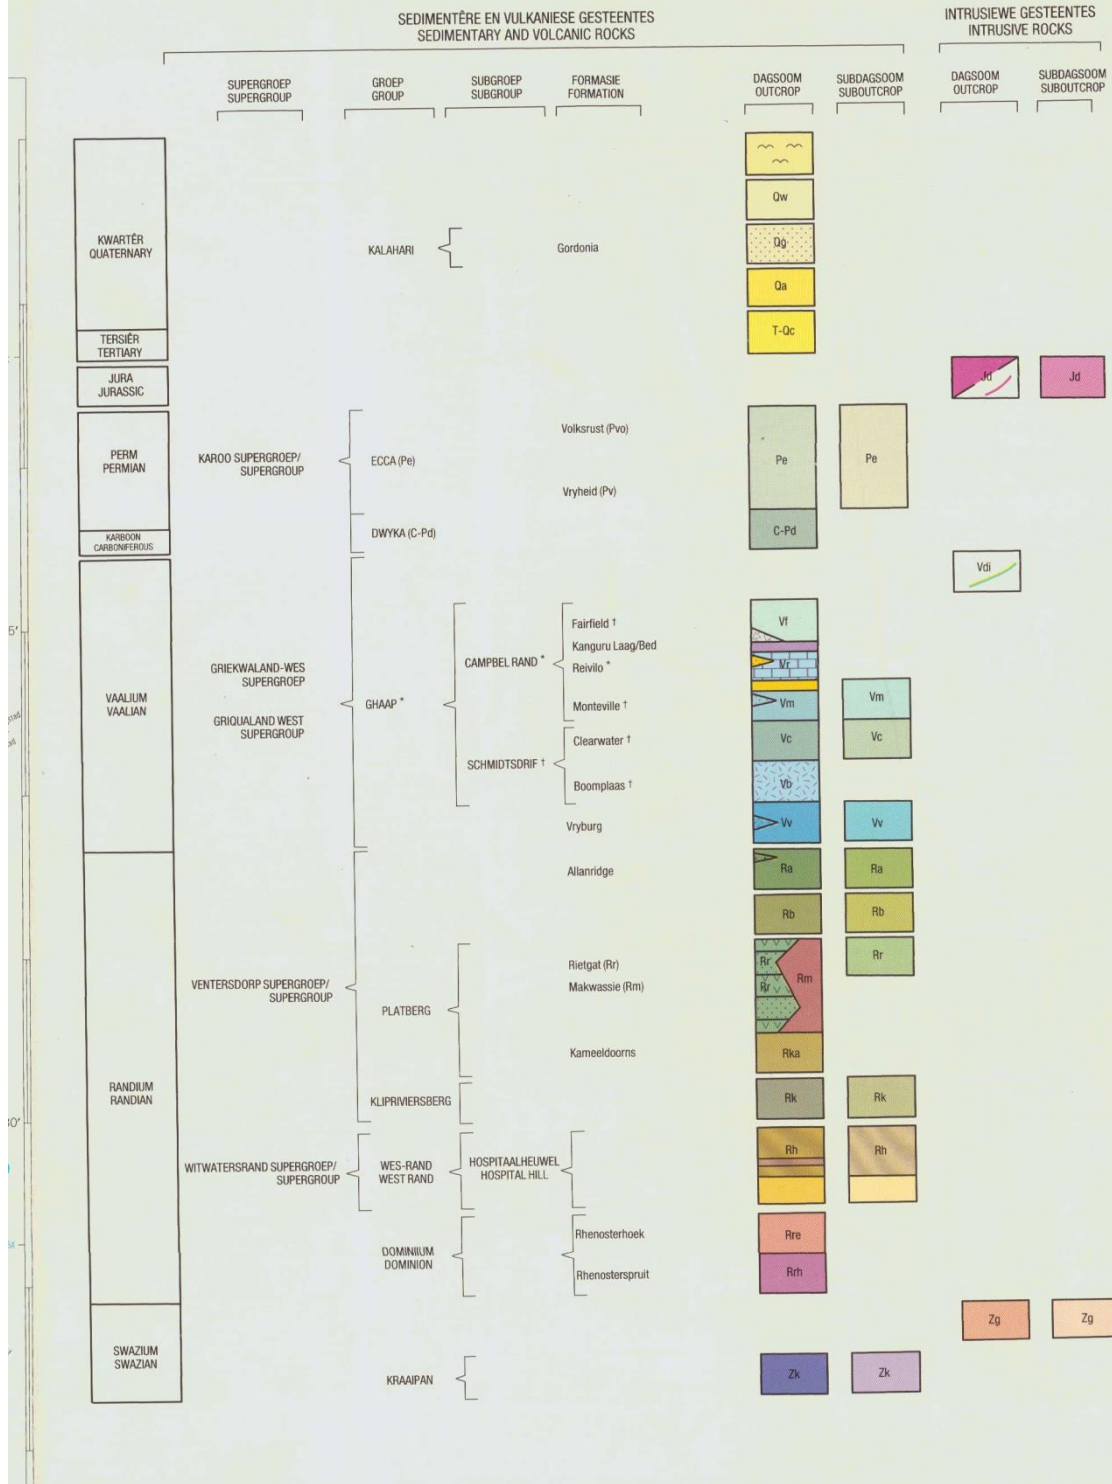 SEDIMENTÊRE EN VULKANIESE GESTEENTES
SEDIMENTARY AND VOLCANIC ROCKS
INTRUSIEWE GESTEENTES
INTRUSIVE ROCKS
SUPERGROEP
SUPERGROUP
GROEP
GROUP
SUBGROEP
SUBGROUP
FORMASIE
FORMATION
DAGSOOM
OUTCROP
SUBDAGSOOM
SUBOUTCROP
DAGSOOM
OUTCROP
SUBDAGSOOM
SUBOUTCROP
KWARTÊR
QUATERNARY
KALAHARI
Gordonia
Qw
Qg
Qa
T-Qc
TERSIÊR
TERTIARY
JURA
JURASSIC
Jd
Jd
PERM
PERMIAN
KAROO SUPERGROEP/
SUPERGROUP
ECCA (Pe)
Volksrust (Pvo)
Vryheid (Pv)
Pe
Pe
KARBOON
CARBONIFEROUS
DWYKA (C-Pd)
C-Pd
Vdi
5'
VAALIUM
VAALIAN
GRIEKWALAND-WES
SUPERGROEP
GRIQUALAND WEST
SUPERGROUP
GHAAP *
CAMPBEL RAND *
Fairfield †
Kanguru Laag/Bed
Reivilo *
Monteville †
Vf
Vr
Vm
Vm
SCHMIDTSDRIF †
Clearwater †
Boomplaas †
Vc
Vc
Vb
Vryburg
Vv
Vv
RANDIUM
RANDIAN
VENTERSDORP SUPERGROEP/
SUPERGROUP
Allanridge
Ra
Ra
Rb
Rb
PLATBERG
Rietgat (Rr)
Makwassie (Rm)
Kameeldoorns
Rr
Rr
Rm
Rr
Rka
KLIPRIVIERSBERG
Rk
Rk
30'
WITWATERSRAND SUPERGROEP/
SUPERGROUP
WES-RAND
WEST RAND
HOSPITAALHEUWEL
HOSPITAL HILL
Rh
Rh
DOMINIUM
DOMINION
Rhenosterhoek
Rhenosterspruit
Rre
Rrh
SWAZIUM
SWAZIAN
Zg
Zg
KRAAIPAN
Zk
Zk